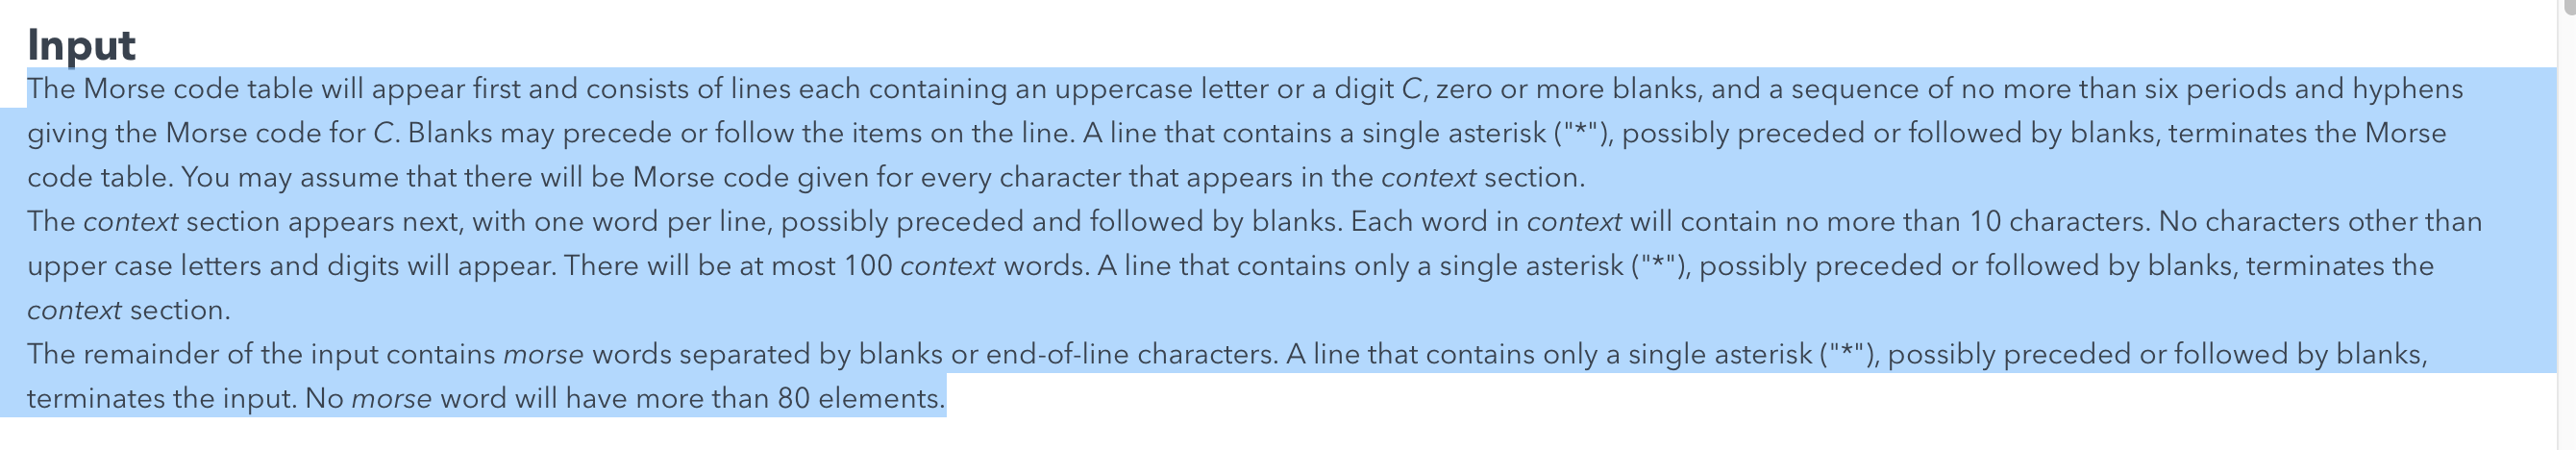 Input
The Morse code table will appear first and consists of lines each containing an uppercase letter or a digit C, zero or more blanks, and a sequence of no more than six periods and hyphens
giving the Morse code for C. Blanks may precede or follow the items on the line. A line that contains a single asterisk ("*"), possibly preceded or followed by blanks, terminates the Morse
code table. You may assume that there will be Morse code given for every character that appears in the context section.
The context section appears next, with one word per line, possibly preceded and followed by blanks. Each word in context will contain no more than 10 characters. No characters other than
upper case letters and digits will appear. There will be at most 100 context words. A line that contains only a single asterisk ("*"), possibly preceded or followed by blanks, terminates the
context section.
The remainder of the input contains morse words separated by blanks or end-of-line characters. A line that contains only a single asterisk ("*"), possibly preceded or followed by blanks,
terminates the input. No morse word will have more than 80 elements.